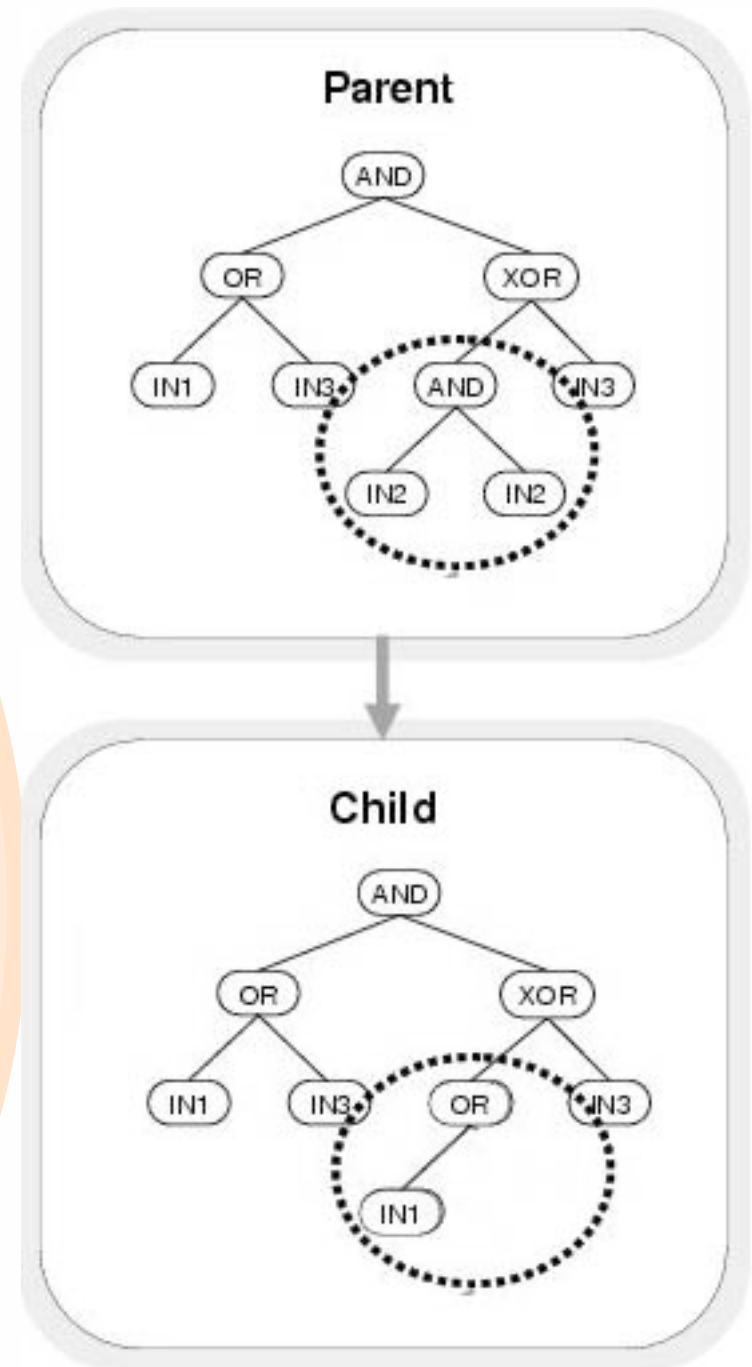 Parent
AND
OR XOR
IN1 IN3 AND IN3
IN2 IN2
Child
AND
OR XOR
IN1 IN3 OR IN3
IN1